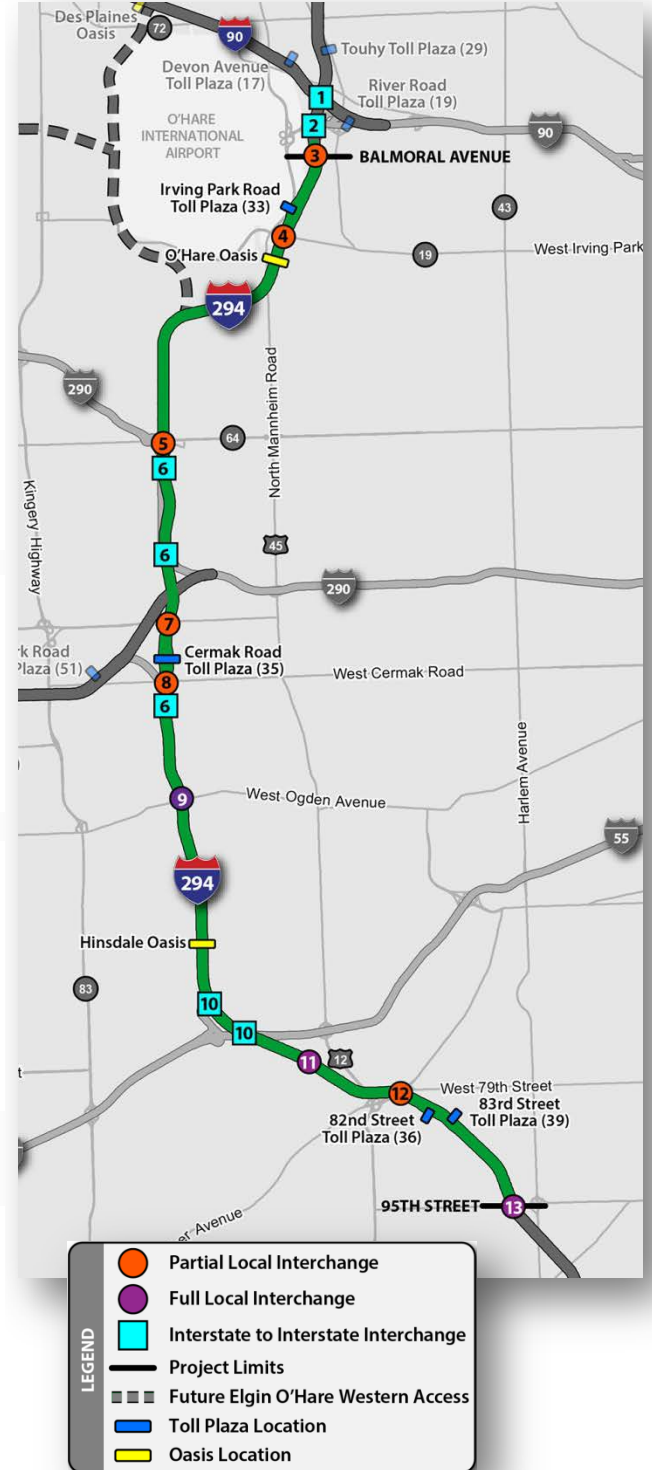 Des Plaines
Oasis
72
90
Touhy Toll Plaza (29)
Devon Avenue
Toll Plaza (17)
River Road
Toll Plaza (19)
1
2
90
O'HARE
INTERNATIONAL
AIRPORT
3
BALMORAL AVENUE
Irving Park Road
Toll Plaza (33)
43
4
O'Hare Oasis
19
West Irving Park
294
North Mannheim Road
290
5
64
6
Kingery Highway
45
6
290
7
rk Road
Plaza (51)
Cermak Road
Toll Plaza (35)
West Cermak Road
8
6
Harlem Avenue
9
West Ogden Avenue
55
294
Hinsdale Oasis
83
10
10
11
12
12
West 79th Street
83rd Street
Toll Plaza (39)
82nd Street
Toll Plaza (36)
95TH STREET
13
er Avenue
LEGEND
Partial Local Interchange
Full Local Interchange
Interstate to Interstate Interchange
Project Limits
Future Elgin O'Hare Western Access
Toll Plaza Location
Oasis Location